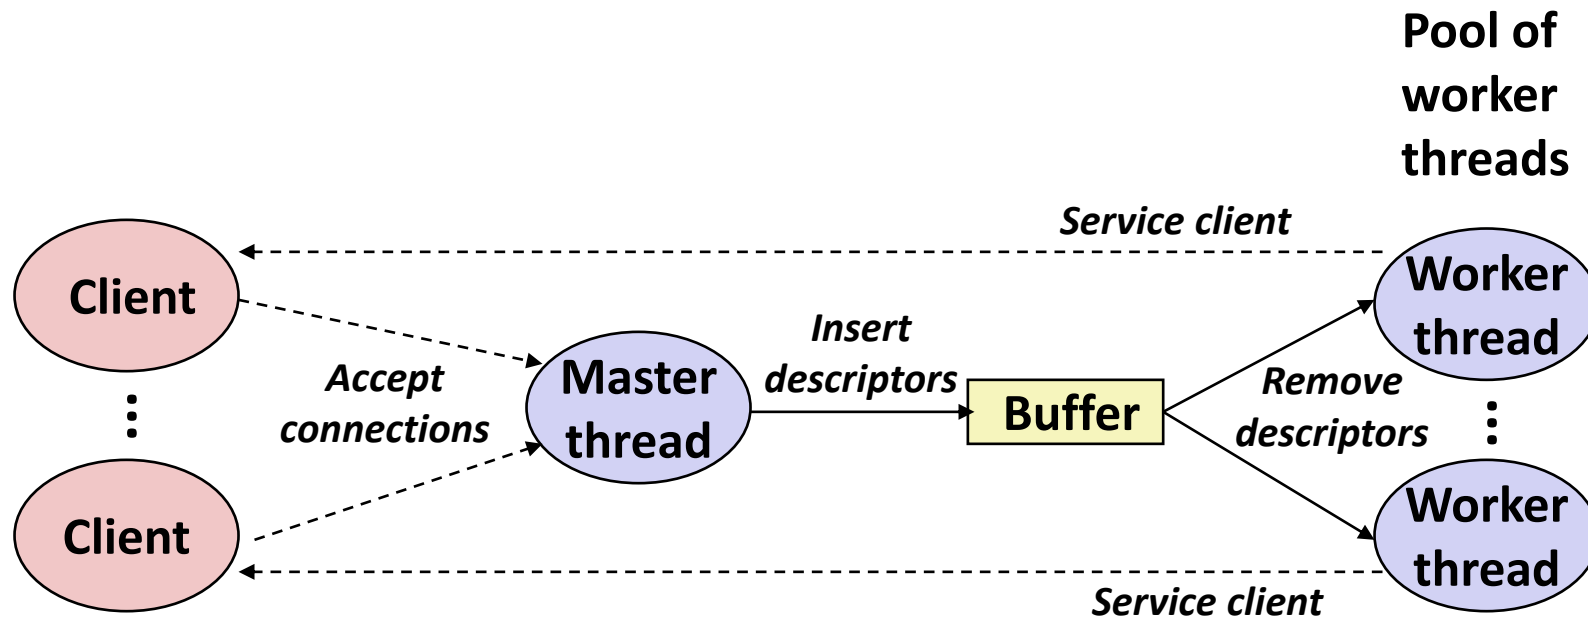 Pool of
worker
threads
Service client
Client
Worker
thread
Insert
descriptors
Accept
connections
Master
thread
Buffer
Remove
descriptors
Client
Worker
thread
Service client